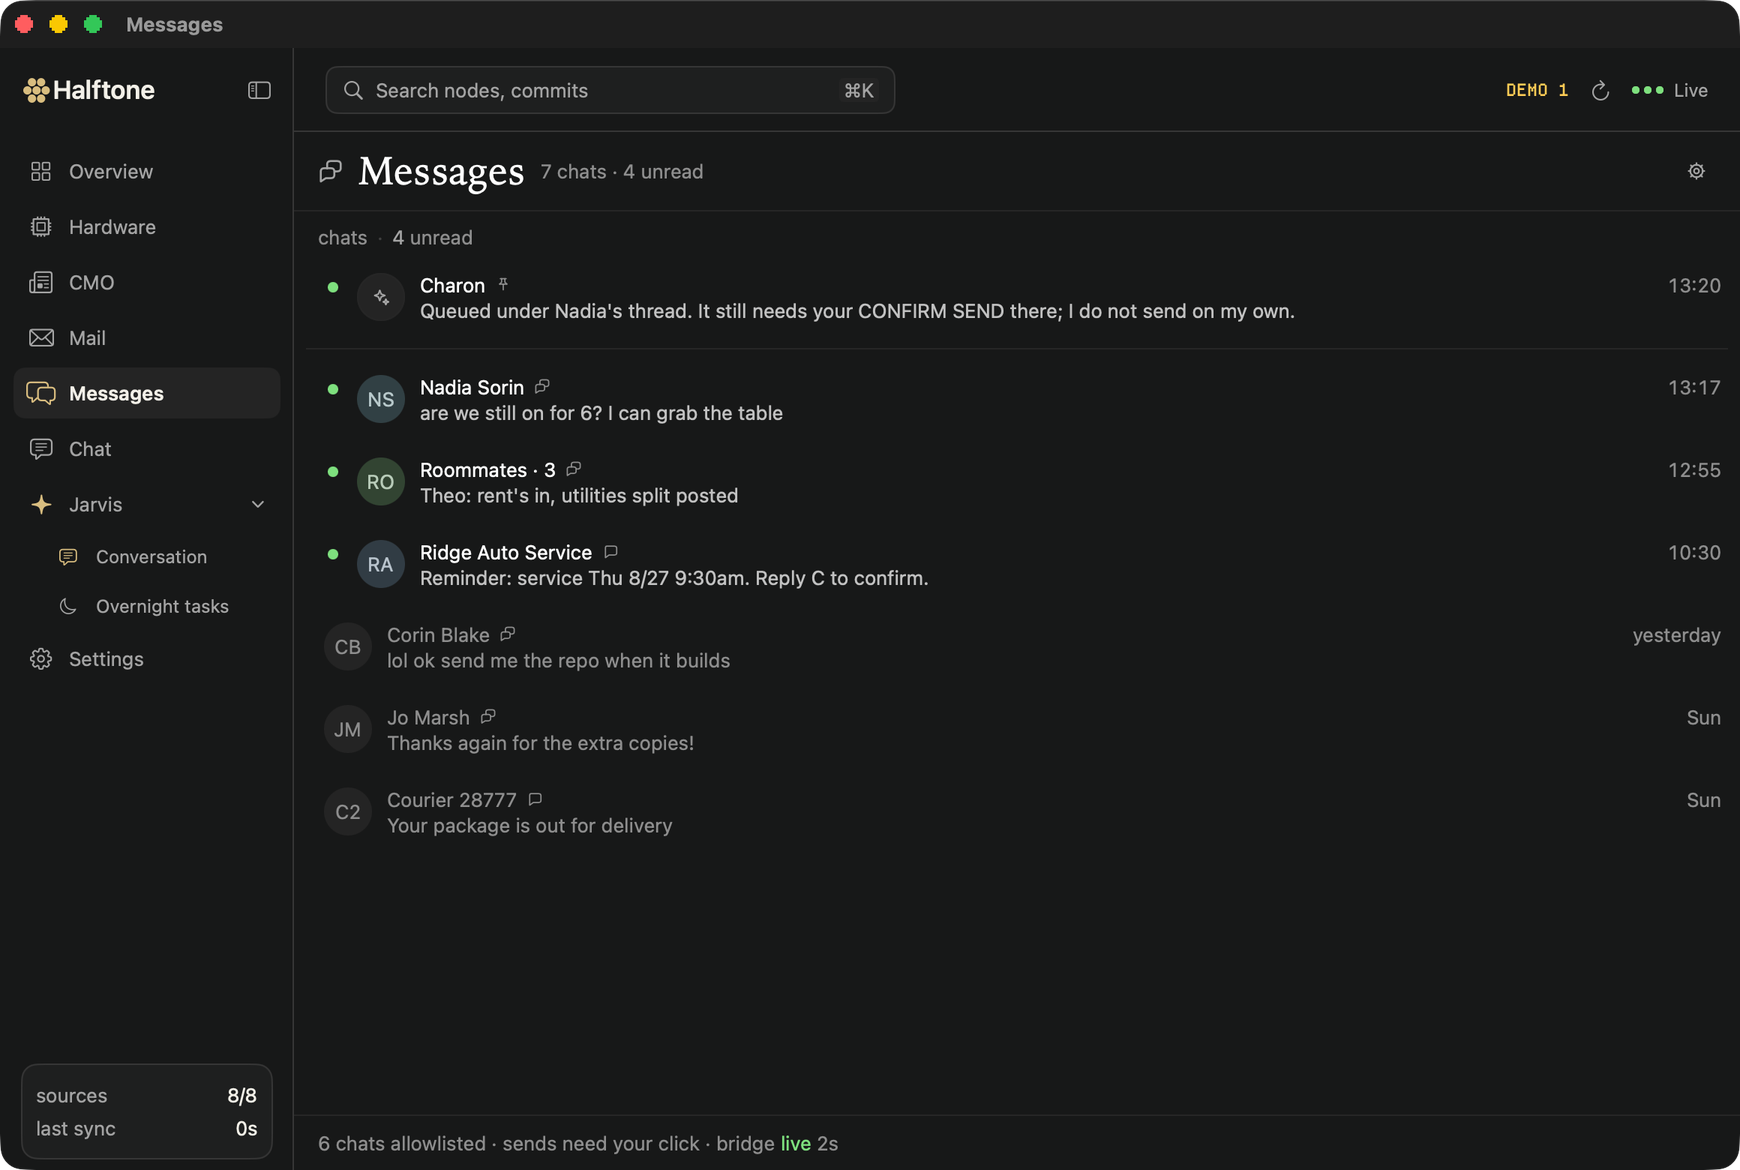 Messages
Halftone
Search nodes, commits ⌘K
DEMO 1
Live
Overview
Hardware
CMO
Mail
Messages
Chat
Jarvis
Conversation
Overnight tasks
Settings
sources 8/8
last sync 0s
Messages 7 chats · 4 unread
chats · 4 unread
Charon 13:20
Queued under Nadia's thread. It still needs your CONFIRM SEND there; I do not send on my own.
NS
Nadia Sorin 13:17
are we still on for 6? I can grab the table
RO
Roommates · 3 12:55
Theo: rent's in, utilities split posted
RA
Ridge Auto Service 10:30
Reminder: service Thu 8/27 9:30am. Reply C to confirm.
CB
Corin Blake yesterday
lol ok send me the repo when it builds
JM
Jo Marsh Sun
Thanks again for the extra copies!
C2
Courier 28777 Sun
Your package is out for delivery
6 chats allowlisted · sends need your click · bridge live 2s